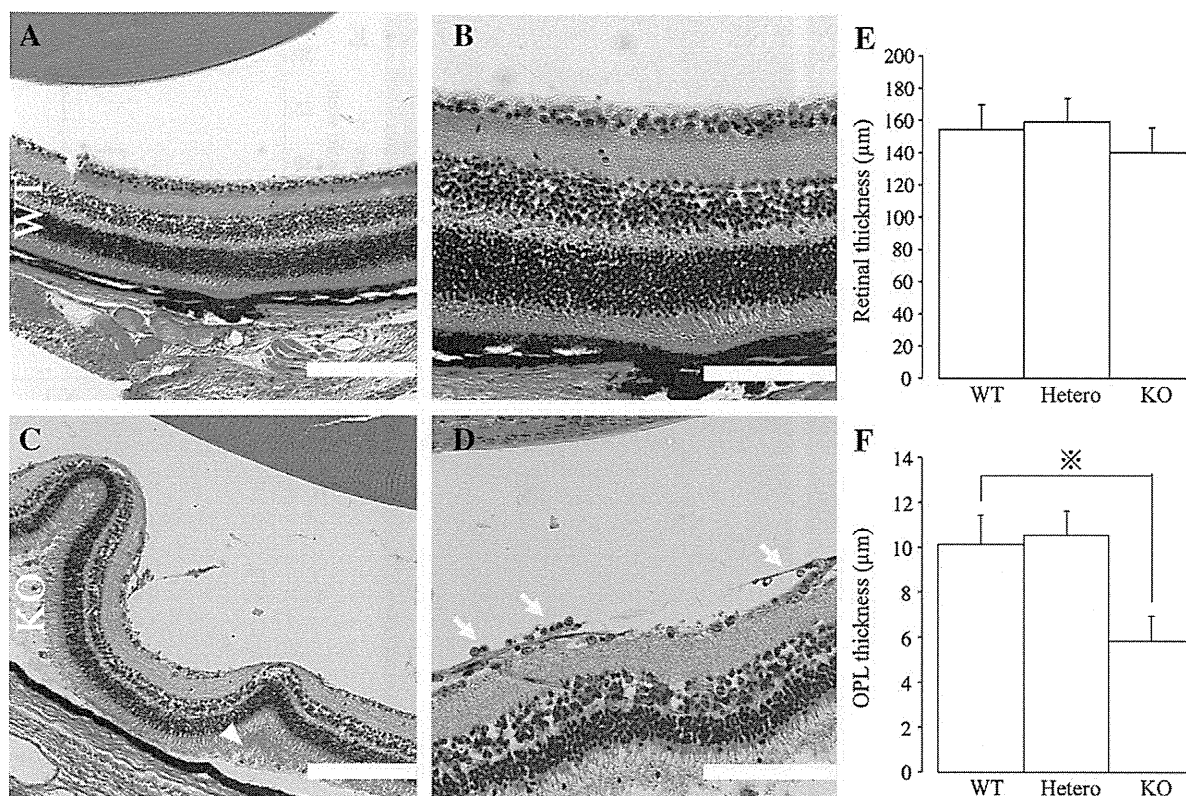 A
B
WT
C
D
KO
E
Retinal thickness (µm)
200
180
160
140
120
100
80
60
40
20
0
WT Hetero KO
F
※
OPL thickness (µm)
14
12
10
8
6
4
2
0
WT Hetero KO